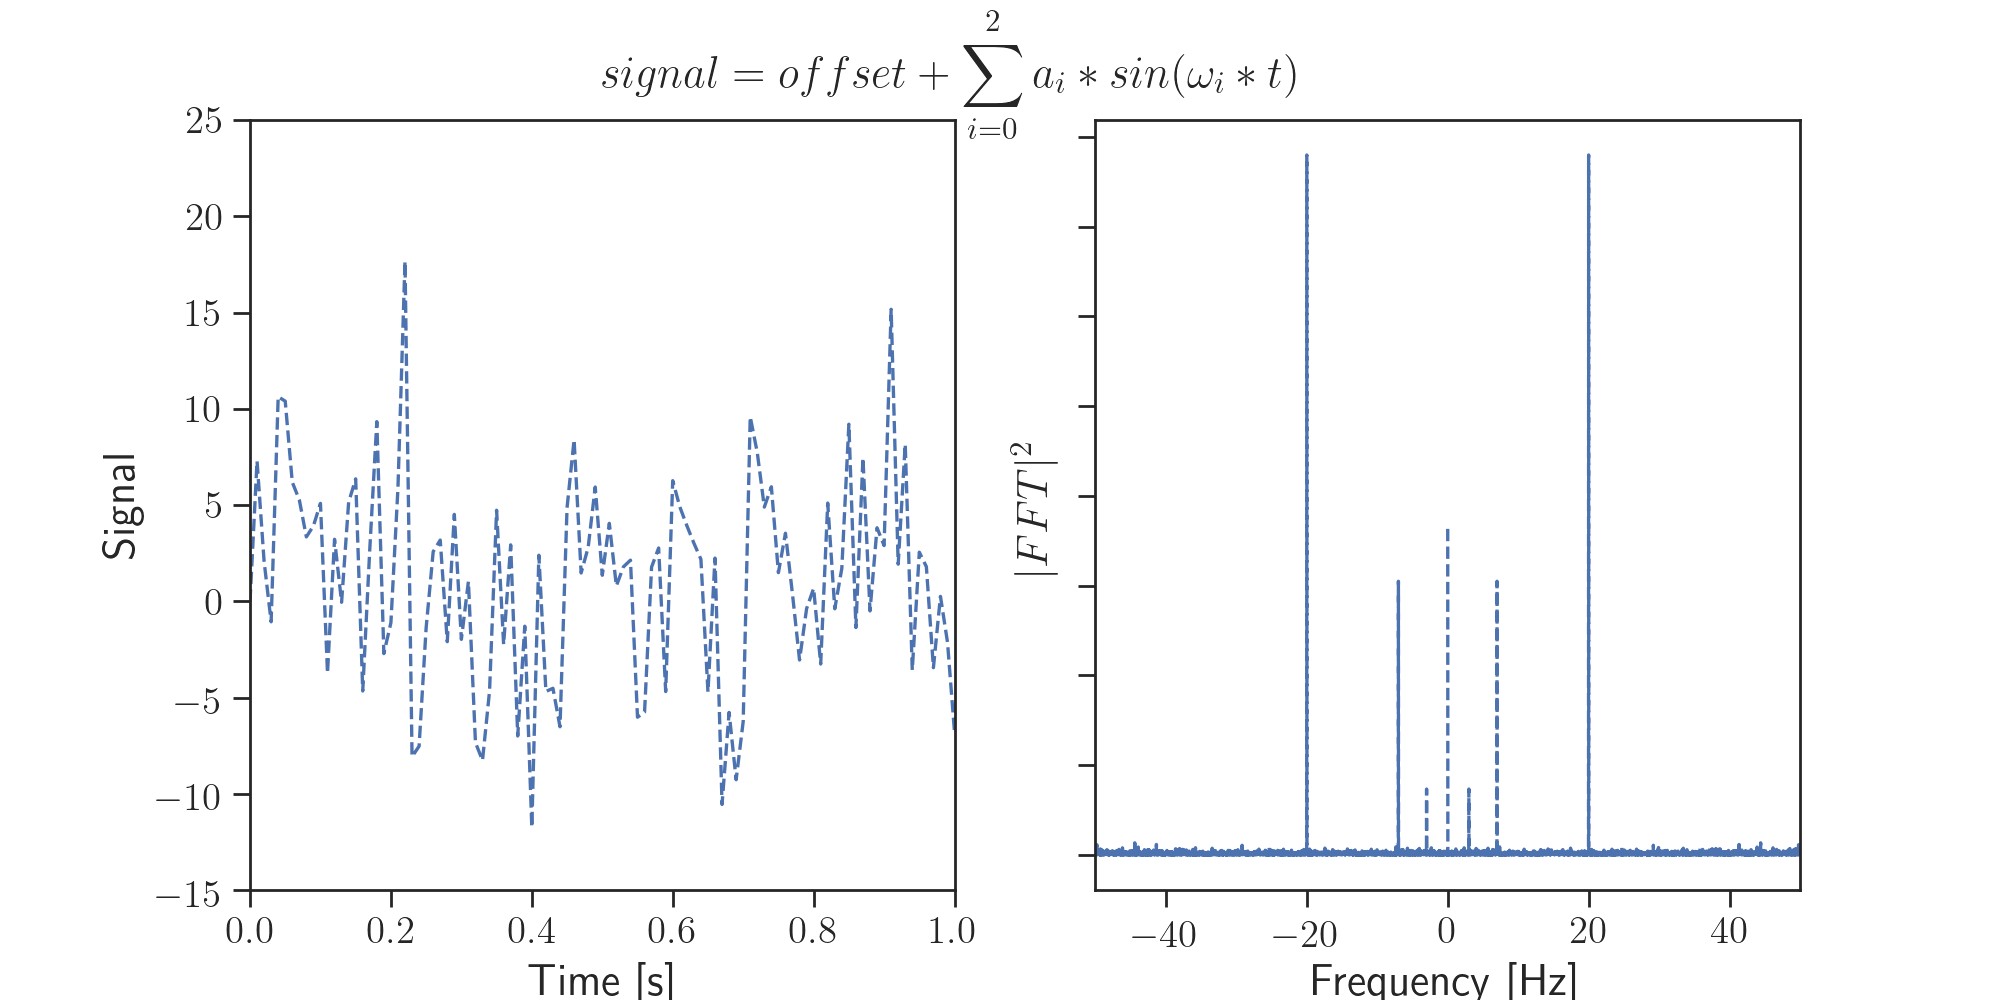 signal = offset + \sum_{i=0}^{2} a_i * sin(ω_i * t)
25
20
15
10
5
0
−5
−10
−15
Signal
0.0 0.2 0.4 0.6 0.8 1.0
Time [s]
|FFT|²
−40 −20 0 20 40
Frequency [Hz]